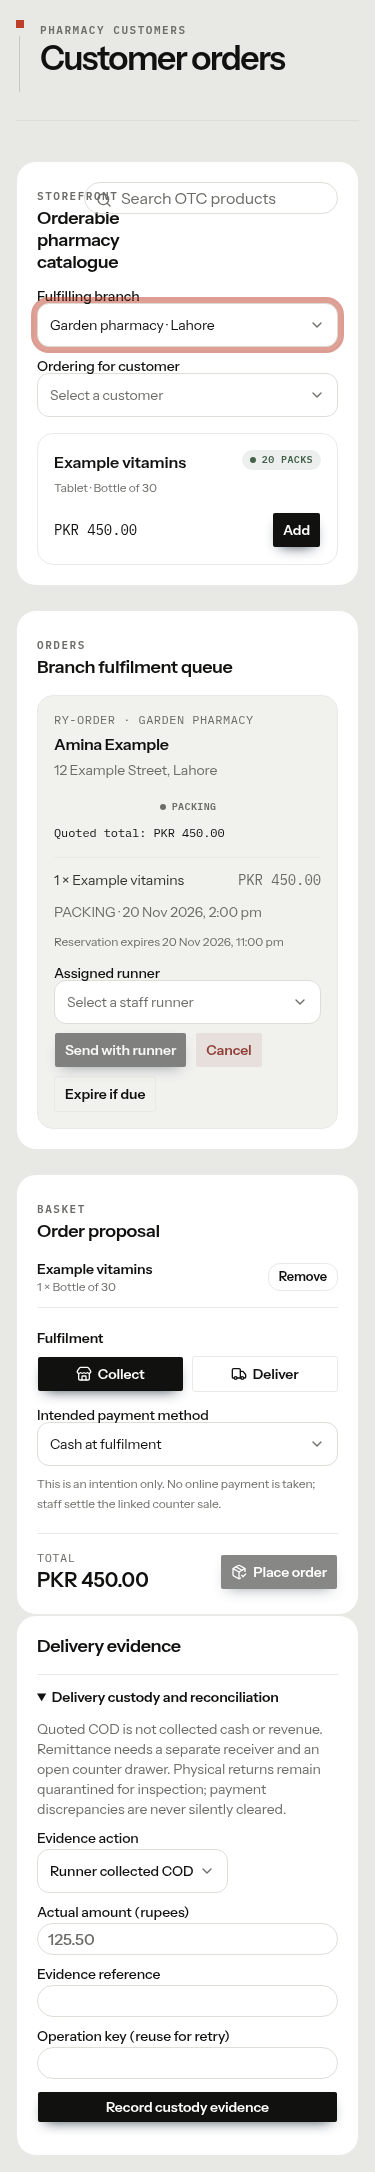 PHARMACY CUSTOMERS
Customer orders
STOREFRONT
Search OTC products
Orderable
pharmacy
catalogue
Fulfilling branch
Garden pharmacy · Lahore
Ordering for customer
Select a customer
Example vitamins
20 PACKS
Tablet · Bottle of 30
PKR 450.00
Add
ORDERS
Branch fulfilment queue
RY-ORDER · GARDEN PHARMACY
Amina Example
12 Example Street, Lahore
PACKING
Quoted total: PKR 450.00
1 × Example vitamins
PKR 450.00
PACKING · 20 Nov 2026, 2:00 pm
Reservation expires 20 Nov 2026, 11:00 pm
Assigned runner
Select a staff runner
Send with runner
Cancel
Expire if due
BASKET
Order proposal
Example vitamins
1 × Bottle of 30
Remove
Fulfilment
Collect
Deliver
Intended payment method
Cash at fulfilment
This is an intention only. No online payment is taken;
staff settle the linked counter sale.
TOTAL
PKR 450.00
Place order
Delivery evidence
Delivery custody and reconciliation
Quoted COD is not collected cash or revenue.
Remittance needs a separate receiver and an
open counter drawer. Physical returns remain
quarantined for inspection; payment
discrepancies are never silently cleared.
Evidence action
Runner collected COD
Actual amount (rupees)
125.50
Evidence reference
Operation key (reuse for retry)
Record custody evidence